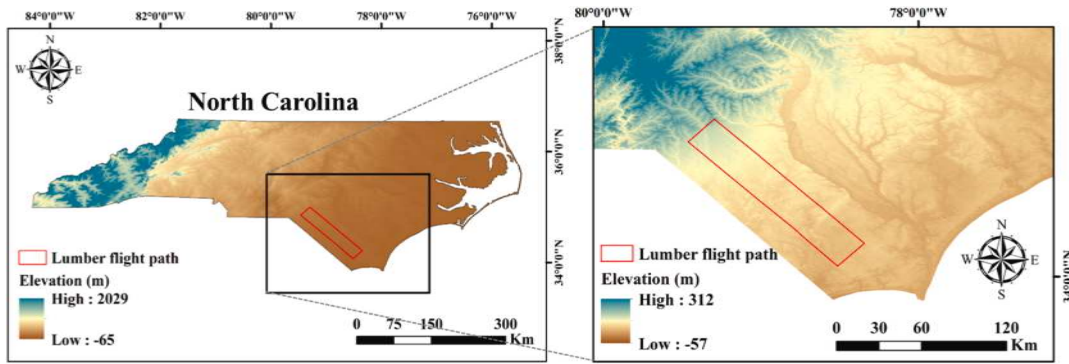 84°0'0"W 82°0'0"W 80°0'0"W 78°0'0"W 76°0'0"W
38°0'0"N
36°0'0"N
34°0'0"N
N
W E
S
North Carolina
Lumber flight path
Elevation (m)
High : 2029
Low : -65
0 75 150 300
Km
80°0'0"W 78°0'0"W
34°0'0"N
N
W E
S
Lumber flight path
Elevation (m)
High : 312
Low : -57
0 30 60 120
Km